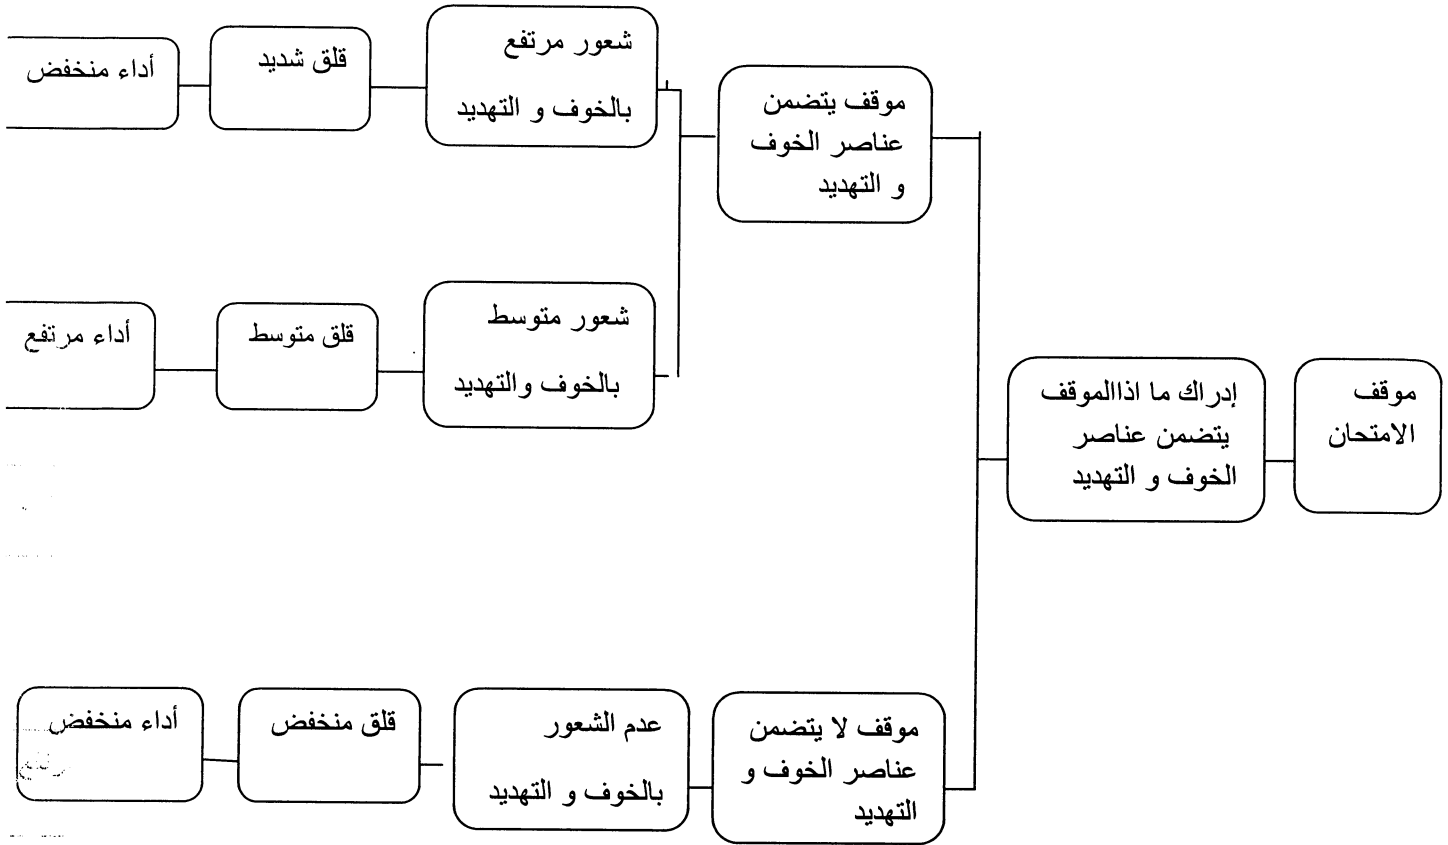 موقف
الامتحان
إدراك ما اذاالموقف
يتضمن عناصر
الخوف و التهديد
موقف يتضمن
عناصر الخوف
و التهديد
شعور مرتفع
بالخوف و التهديد
قلق شديد
أداء منخفض
شعور متوسط
بالخوف والتهديد
قلق متوسط
أداء مرتفع
موقف لا يتضمن
عناصر الخوف و
التهديد
عدم الشعور
بالخوف و التهديد
قلق منخفض
أداء منخفض